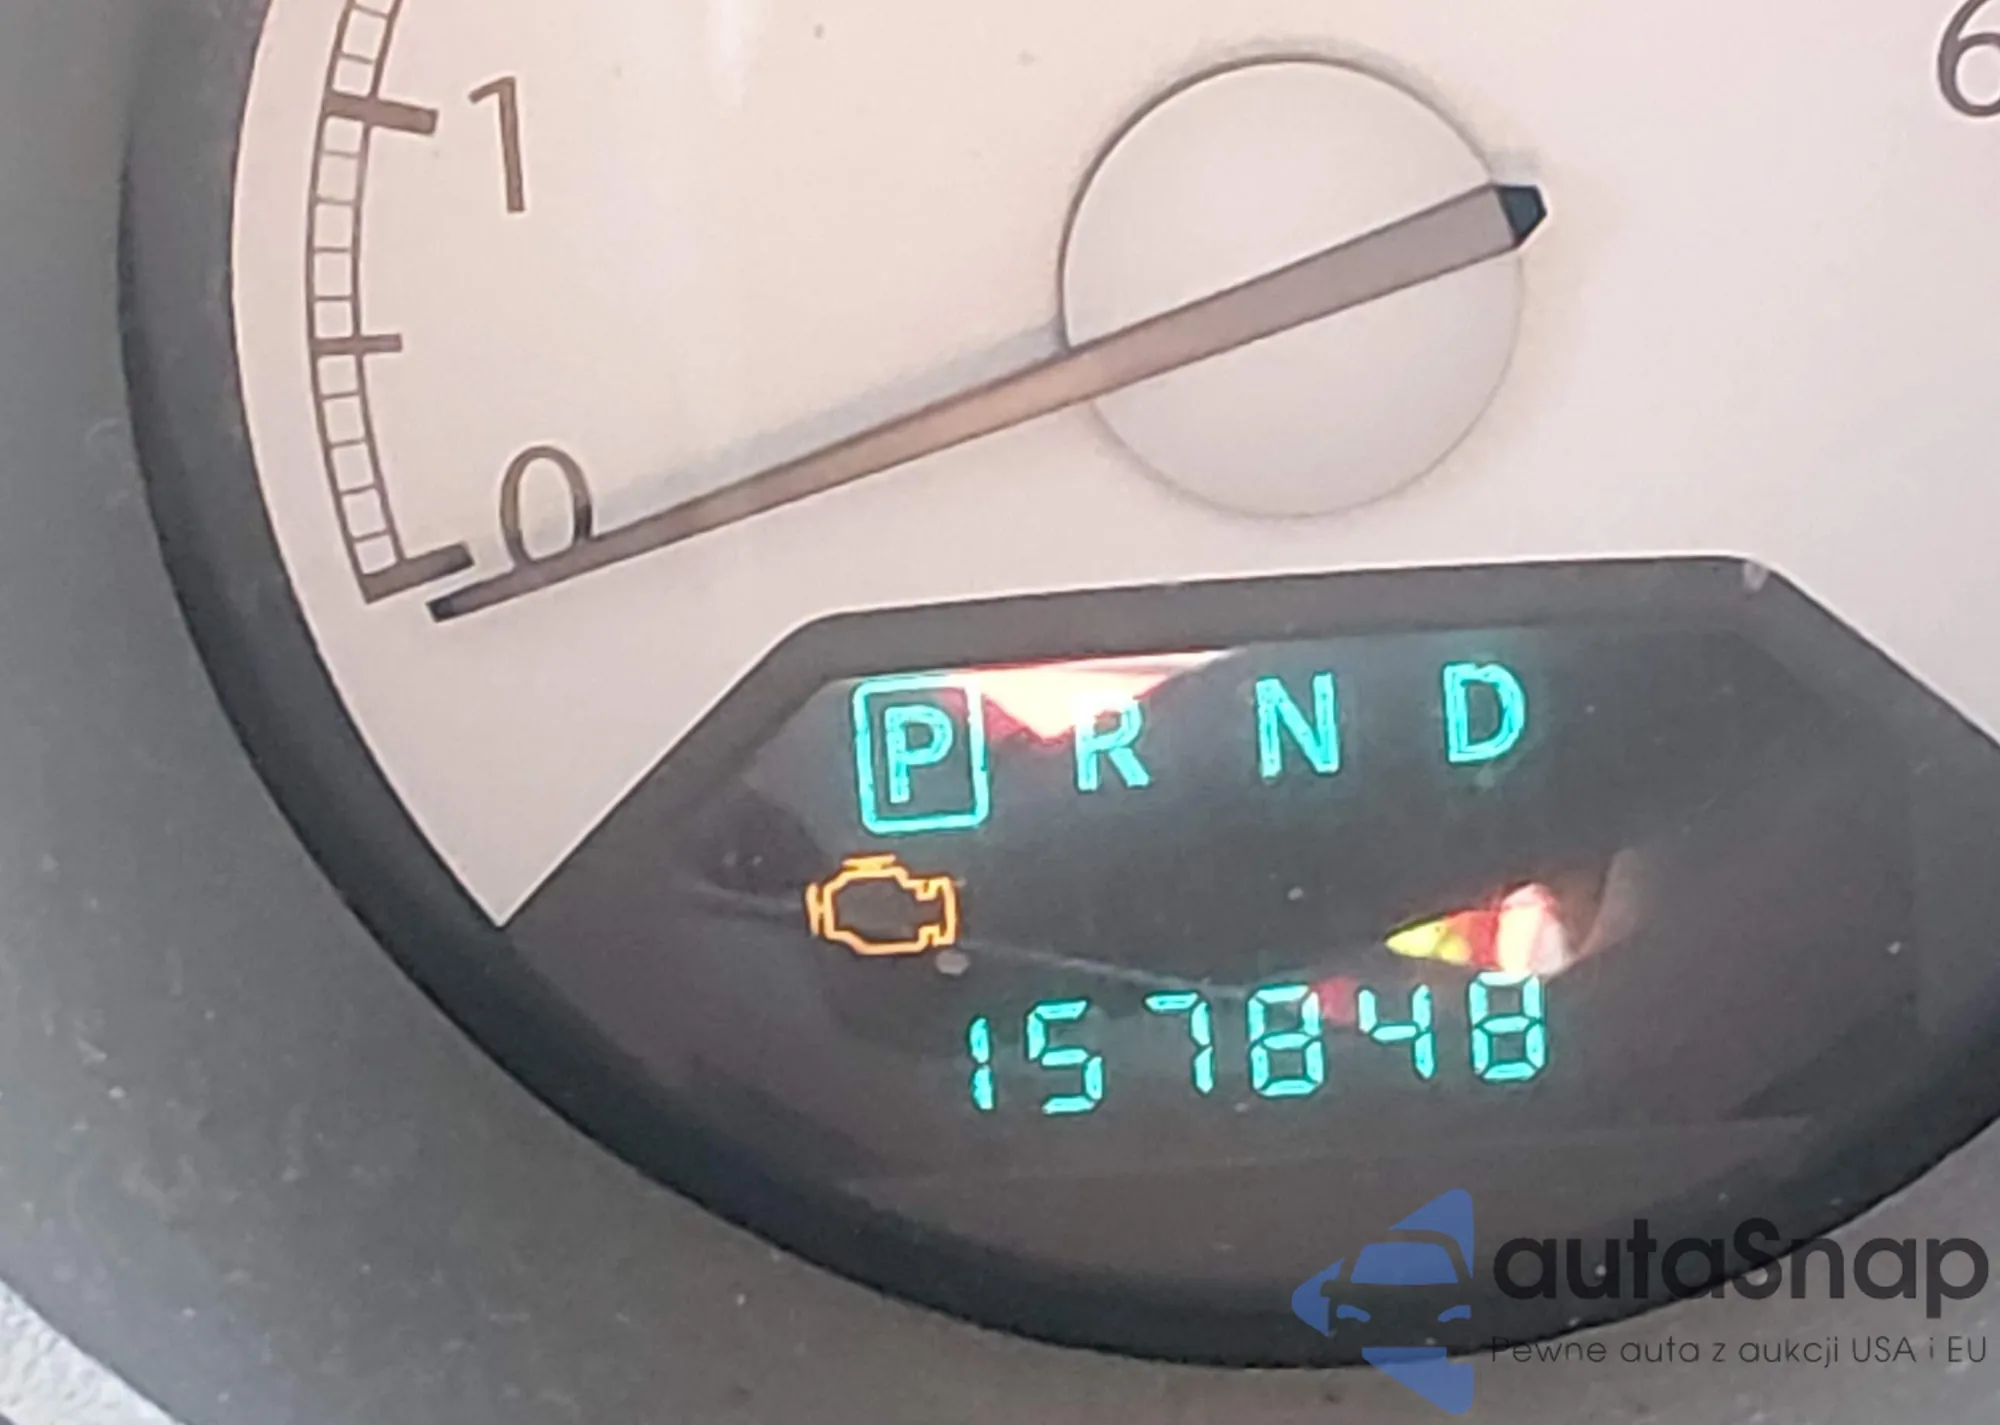 1
6
0
P R N D
157848
autaSnap
Pewne auta z aukcji USA i EU